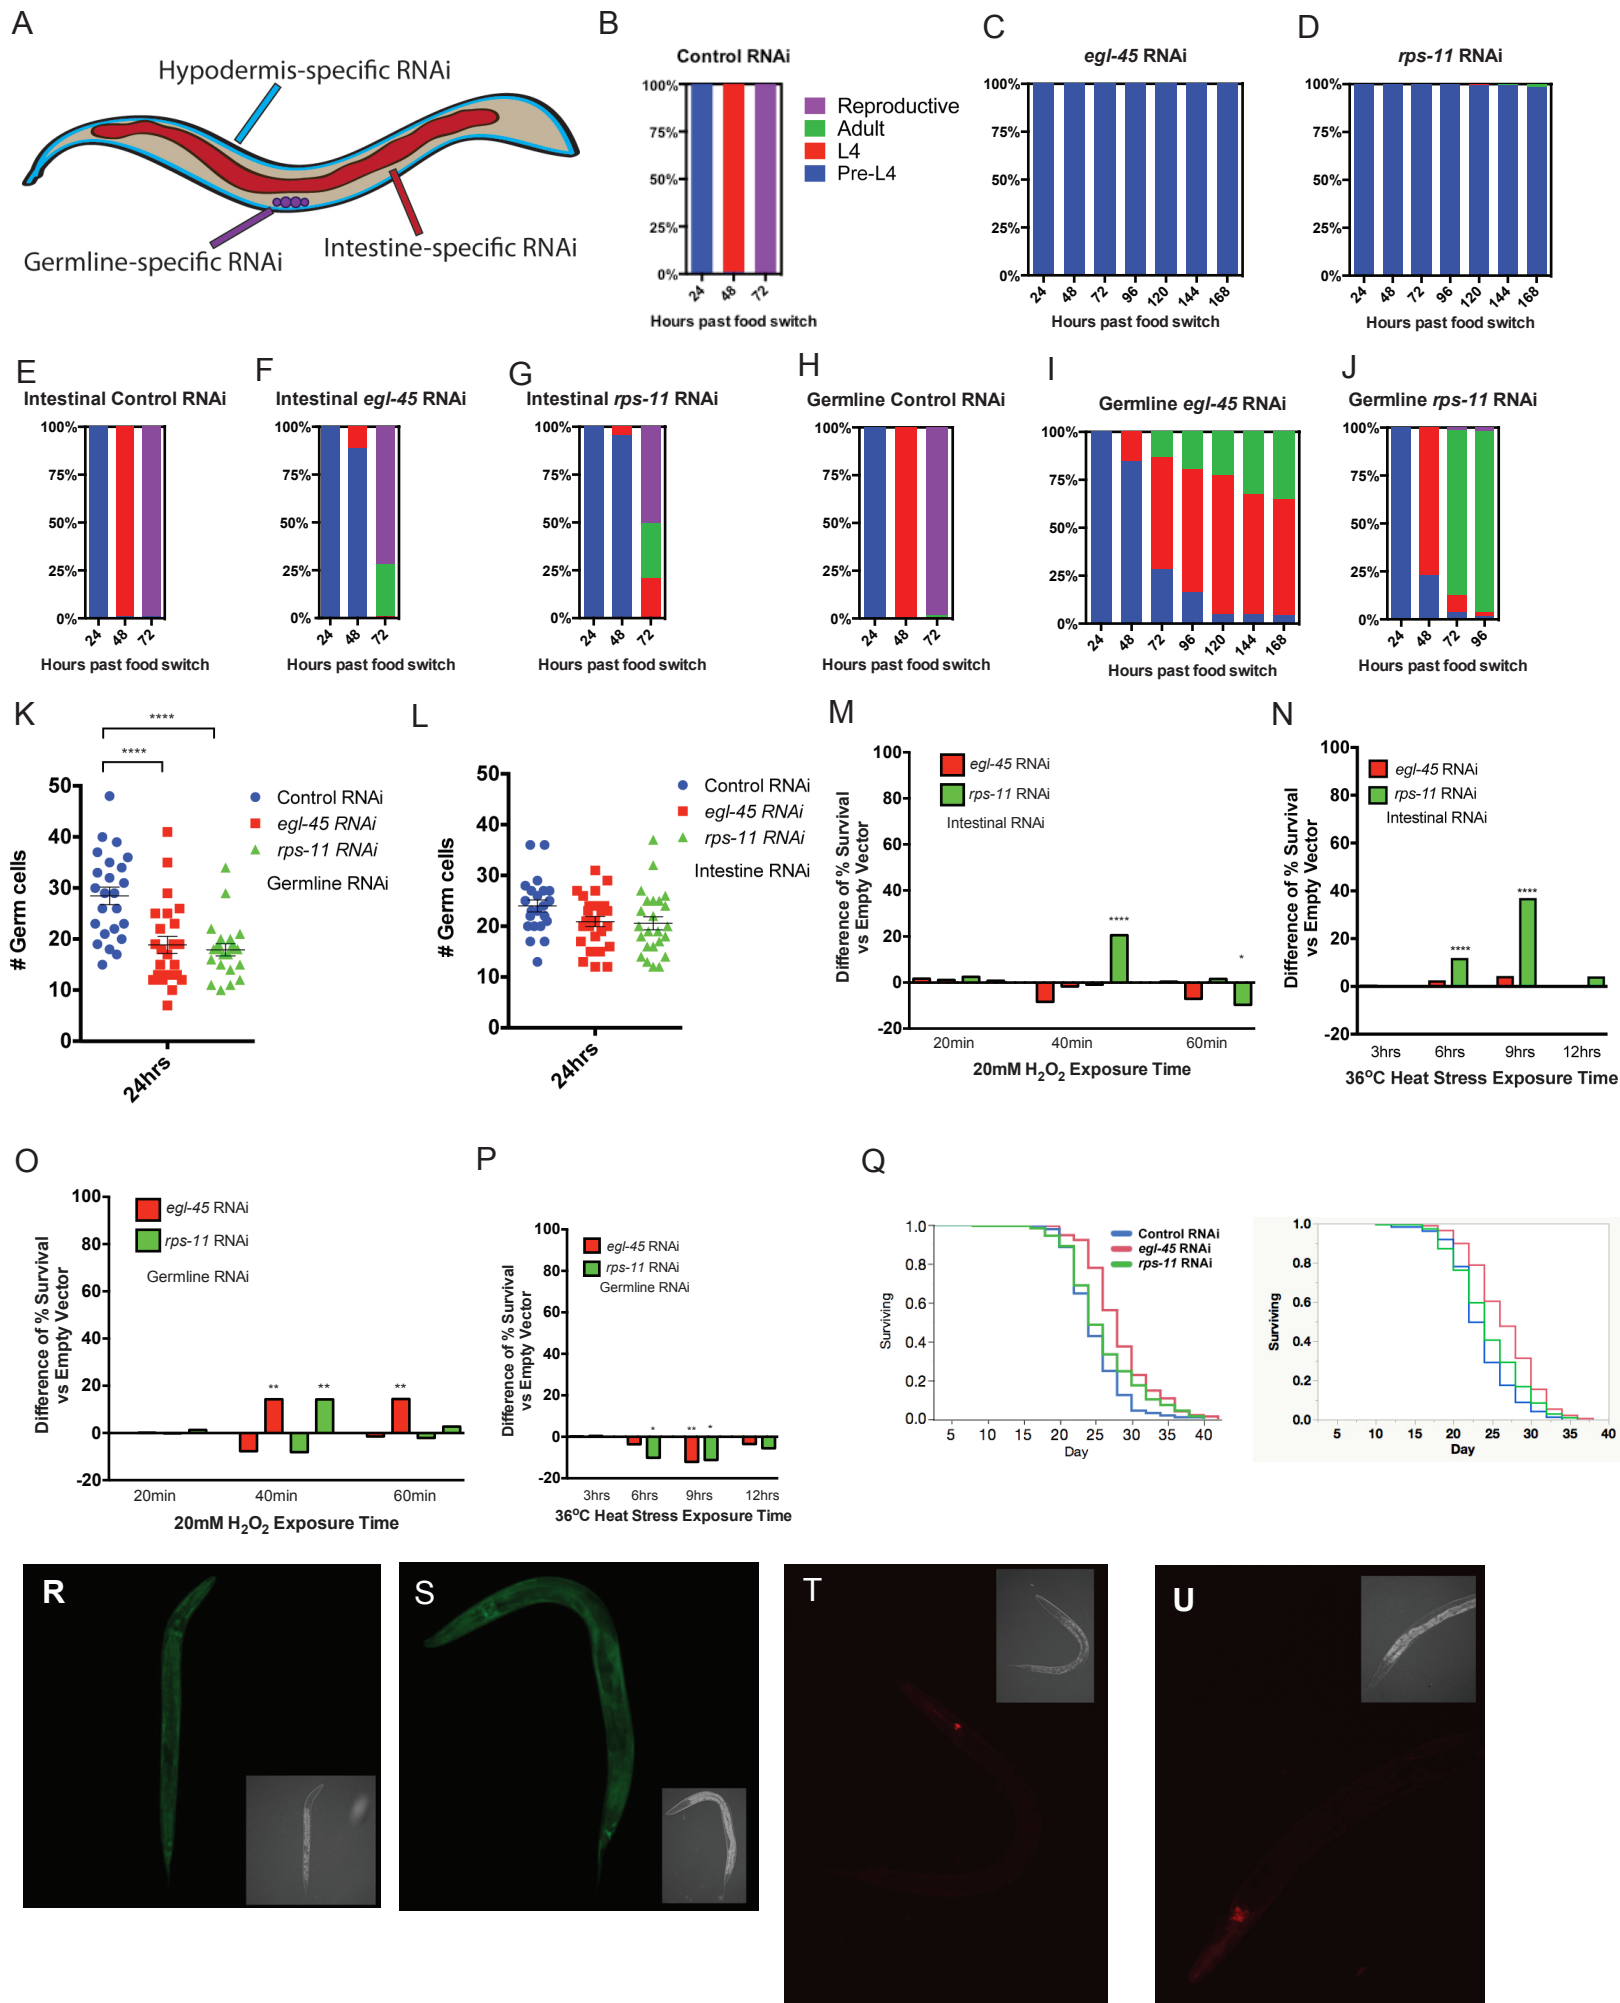 A
Hypodermis-specific RNAi
Germline-specific RNAi
Intestine-specific RNAi
B
Control RNAi
100%
75%
50%
25%
0%
24 48 72
Hours past food switch
Reproductive
Adult
L4
Pre-L4
C
egl-45 RNAi
100%
75%
50%
25%
0%
24 48 72 96 120 144 168
Hours past food switch
D
rps-11 RNAi
100%
75%
50%
25%
0%
24 48 72 96 120 144 168
Hours past food switch
E
Intestinal Control RNAi
100%
75%
50%
25%
0%
24 48 72
Hours past food switch
F
Intestinal egl-45 RNAi
100%
75%
50%
25%
0%
24 48 72
Hours past food switch
G
Intestinal rps-11 RNAi
100%
75%
50%
25%
0%
24 48 72
Hours past food switch
H
Germline Control RNAi
100%
75%
50%
25%
0%
24 48 72
Hours past food switch
I
Germline egl-45 RNAi
100%
75%
50%
25%
0%
24 48 72 96 120 144 168
Hours past food switch
J
Germline rps-11 RNAi
100%
75%
50%
25%
0%
24 48 72 96
Hours past food switch
K
****
****
# Germ cells
50
40
30
20
10
0
24hrs
Control RNAi
egl-45 RNAi
rps-11 RNAi
Germline RNAi
L
# Germ cells
50
40
30
20
10
0
24hrs
Control RNAi
egl-45 RNAi
rps-11 RNAi
Intestine RNAi
M
Difference of % Survival
vs Empty Vector
100
80
60
40
20
0
-20
egl-45 RNAi
rps-11 RNAi
Intestinal RNAi
****
*
20min 40min 60min
20mM H₂O₂ Exposure Time
N
Difference of % Survival
vs Empty Vector
100
80
60
40
20
0
-20
egl-45 RNAi
rps-11 RNAi
Intestinal RNAi
****
****
3hrs 6hrs 9hrs 12hrs
36°C Heat Stress Exposure Time
O
Difference of % Survival
vs Empty Vector
100
80
60
40
20
0
-20
egl-45 RNAi
rps-11 RNAi
Germline RNAi
** ** **
20min 40min 60min
20mM H₂O₂ Exposure Time
P
Difference of % Survival
vs Empty Vector
100
80
60
40
20
0
-20
egl-45 RNAi
rps-11 RNAi
Germline RNAi
* ** *
3hrs 6hrs 9hrs 12hrs
36°C Heat Stress Exposure Time
Q
Surviving
1.0
0.8
0.6
0.4
0.2
0.0
Control RNAi
egl-45 RNAi
rps-11 RNAi
5 10 15 20 25 30 35 40
Day
Surviving
1.0
0.8
0.6
0.4
0.2
0.0
5 10 15 20 25 30 35 40
Day
R
S
T
U